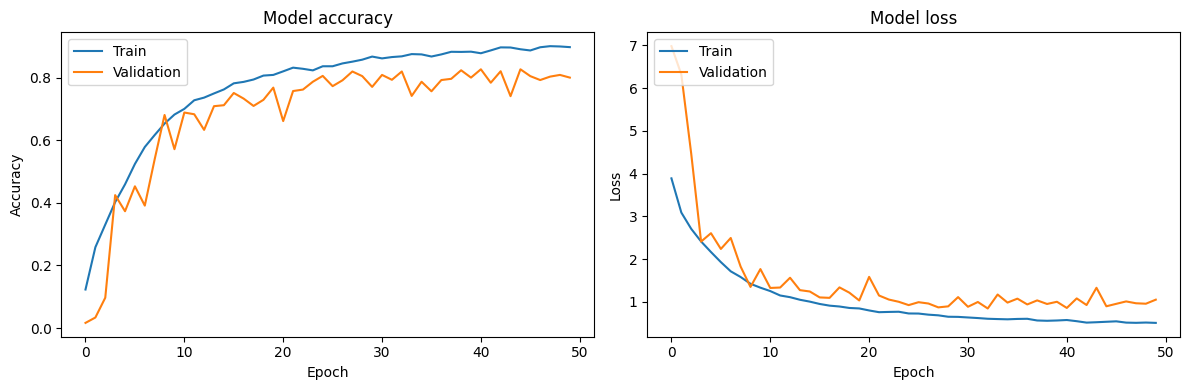 Model accuracy
Train
Validation
Accuracy
0.8
0.6
0.4
0.2
0.0
0 10 20 30 40 50
Epoch
Model loss
Train
Validation
Loss
7
6
5
4
3
2
1
0 10 20 30 40 50
Epoch